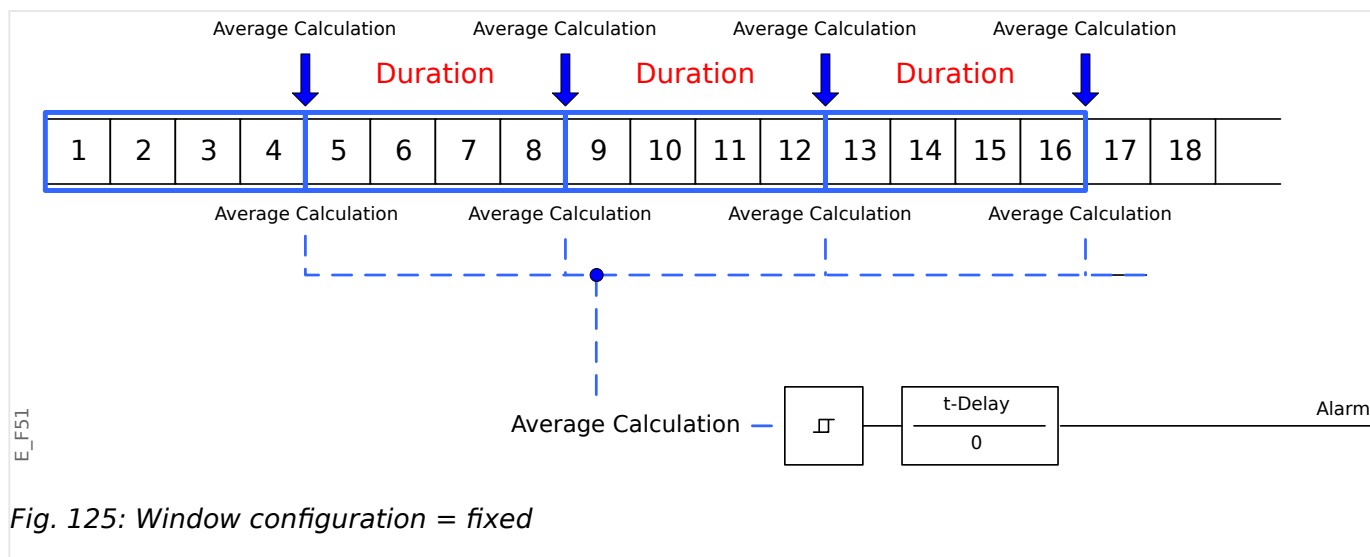 Average Calculation Average Calculation Average Calculation Average Calculation
Duration Duration Duration
1 2 3 4 5 6 7 8 9 10 11 12 13 14 15 16 17 18
Average Calculation Average Calculation Average Calculation Average Calculation
t-Delay
Alarm
Average Calculation
0
E_F51
Fig. 125: Window configuration = fixed